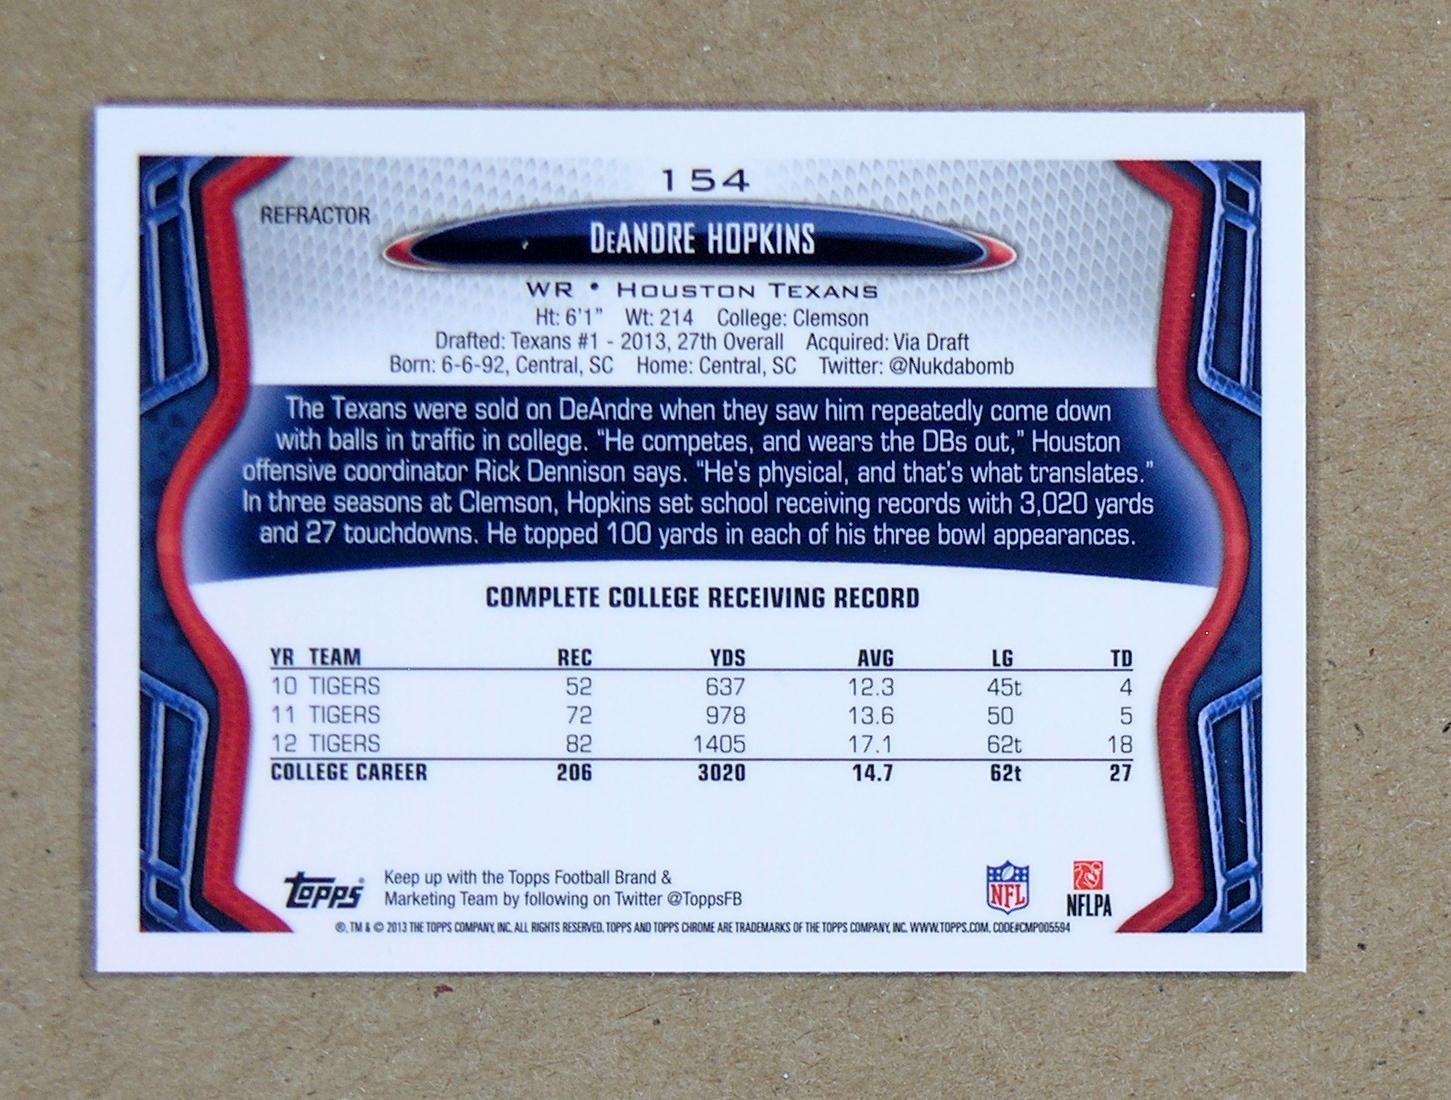 154
REFRACTOR
DeANDRE HOPKINS
WR • HOUSTON TEXANS
Ht: 6'1" Wt: 214 College: Clemson
Drafted: Texans #1 - 2013, 27th Overall Acquired: Via Draft
Born: 6-6-92, Central, SC Home: Central, SC Twitter: @Nukdabomb
The Texans were sold on DeAndre when they saw him repeatedly come down
with balls in traffic in college. "He competes, and wears the DBs out," Houston
offensive coordinator Rick Dennison says. "He's physical, and that's what translates."
In three seasons at Clemson, Hopkins set school receiving records with 3,020 yards
and 27 touchdowns. He topped 100 yards in each of his three bowl appearances.
COMPLETE COLLEGE RECEIVING RECORD
YR TEAM REC YDS AVG LG TD
10 TIGERS 52 637 12.3 45t 4
11 TIGERS 72 978 13.6 50 5
12 TIGERS 82 1405 17.1 62t 18
COLLEGE CAREER 206 3020 14.7 62t 27
Topps
Keep up with the Topps Football Brand &
Marketing Team by following on Twitter @ToppsFB
NFL
NFLPA
®, TM & © 2013 THE TOPPS COMPANY, INC. ALL RIGHTS RESERVED. TOPPS AND TOPPS CHROME ARE TRADEMARKS OF THE TOPPS COMPANY, INC. WWW.TOPPS.COM. CODE#CMP005594